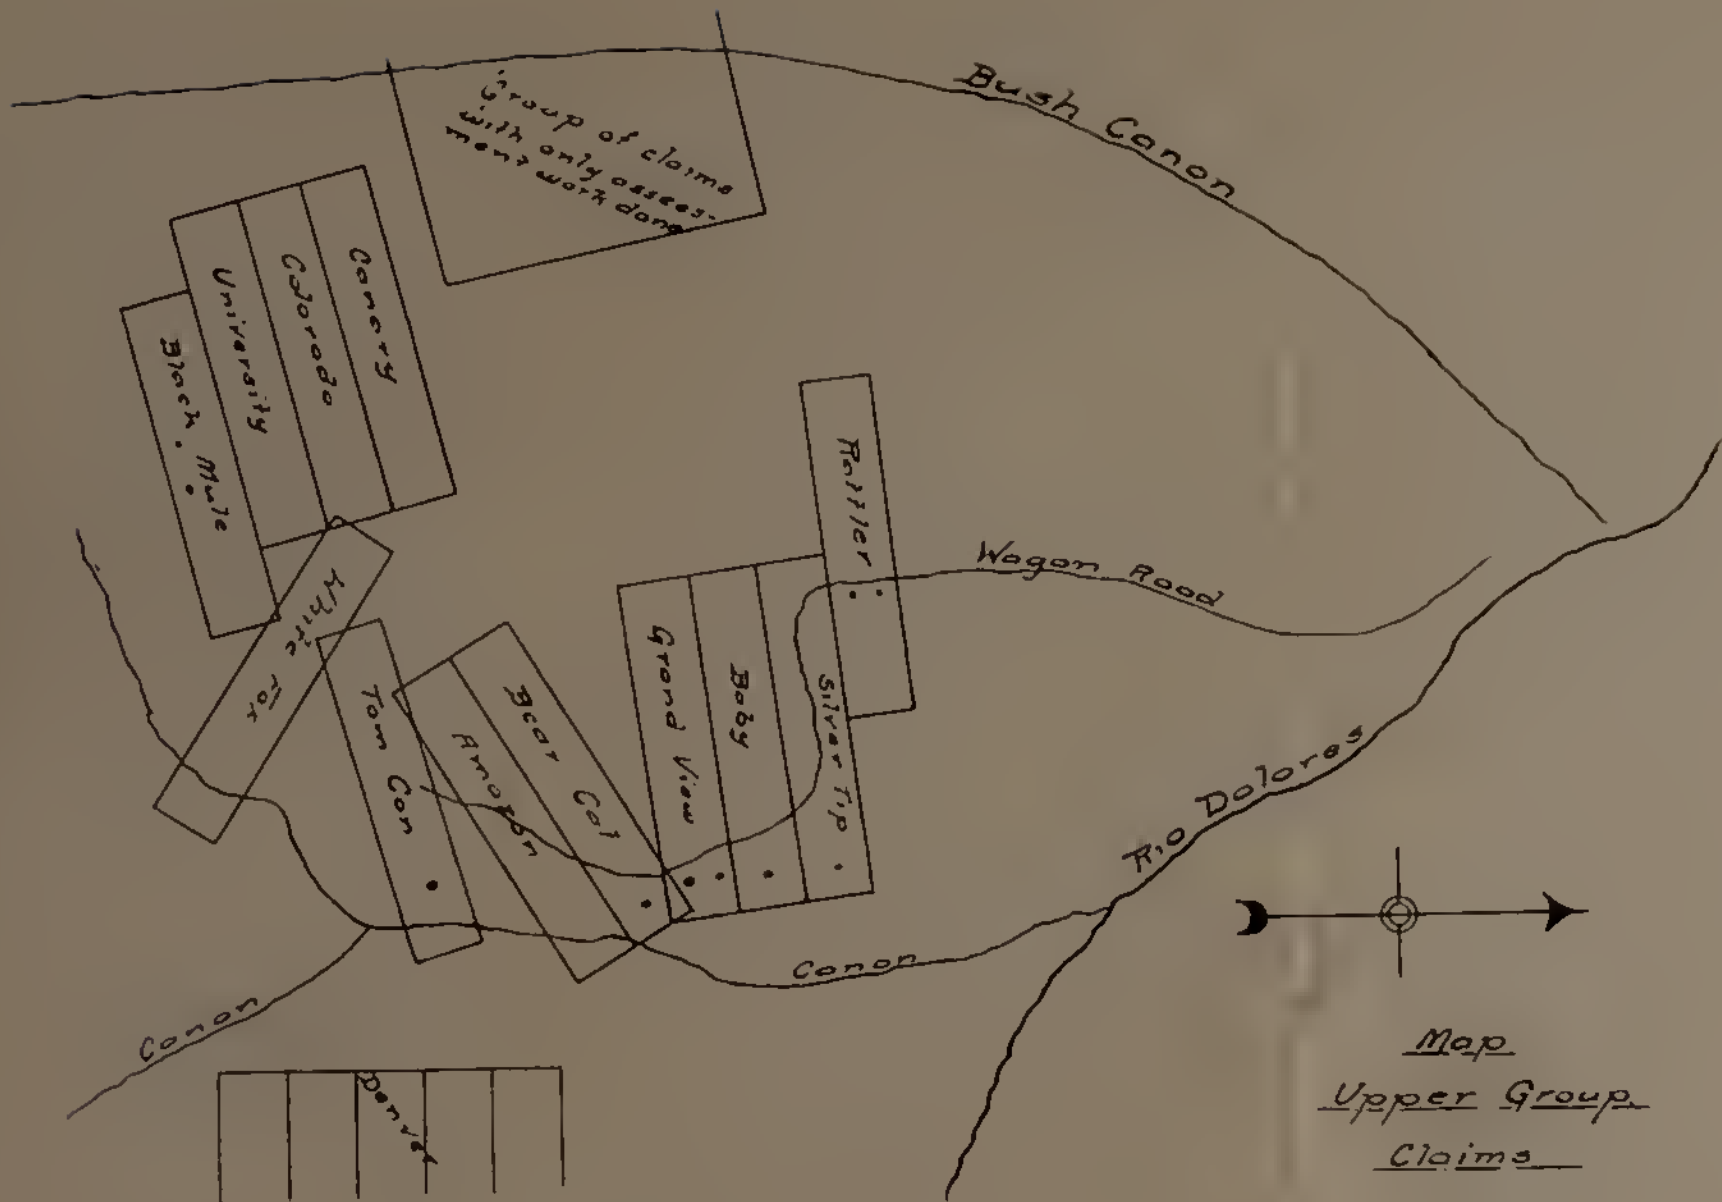 Bush Canon
Group of claims
with only assess-
ment work done
Canary
Colorado
University
Black Mule
Rattler
Wagon Road
White Fox
Grand View
Baby
Silver Tip
Tom Con
Amazon
Bear Cat
Rio Dolores
Canon
Canon
Map
Upper Group
Claims